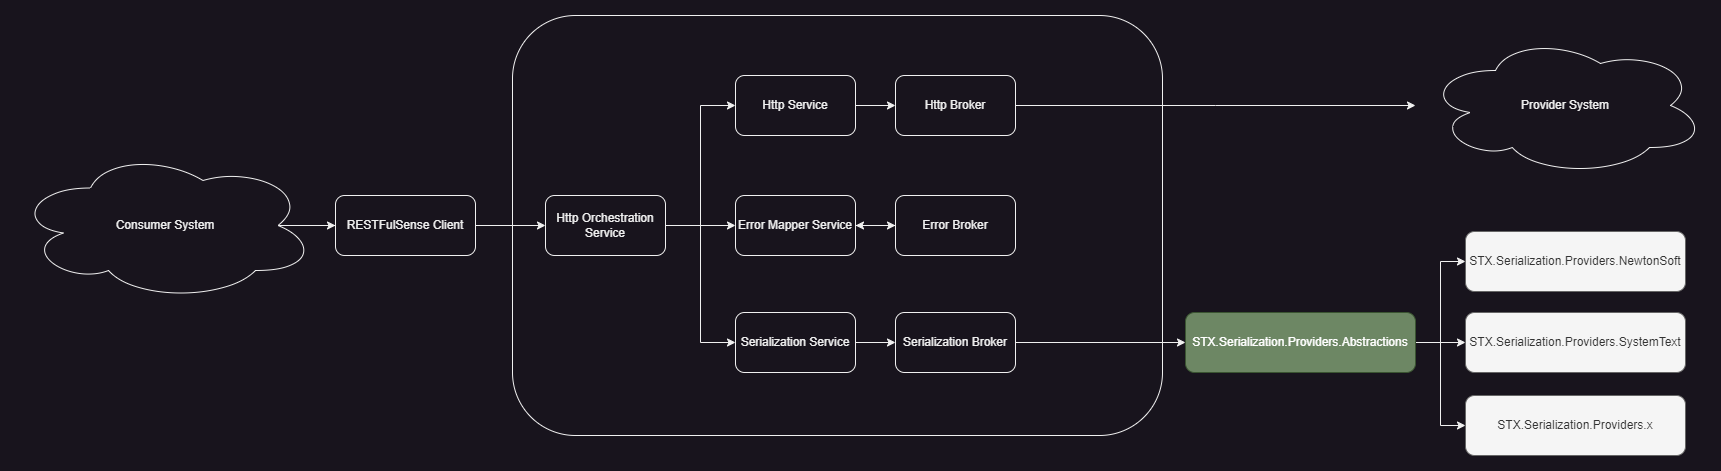 Http Service
Http Broker
Provider System
Consumer System
RESTFulSense Client
Http Orchestration
Service
Error Mapper Service
Error Broker
STX.Serialization.Providers.NewtonSoft
Serialization Service
Serialization Broker
STX.Serialization.Providers.Abstractions
STX.Serialization.Providers.SystemText
STX.Serialization.Providers.x